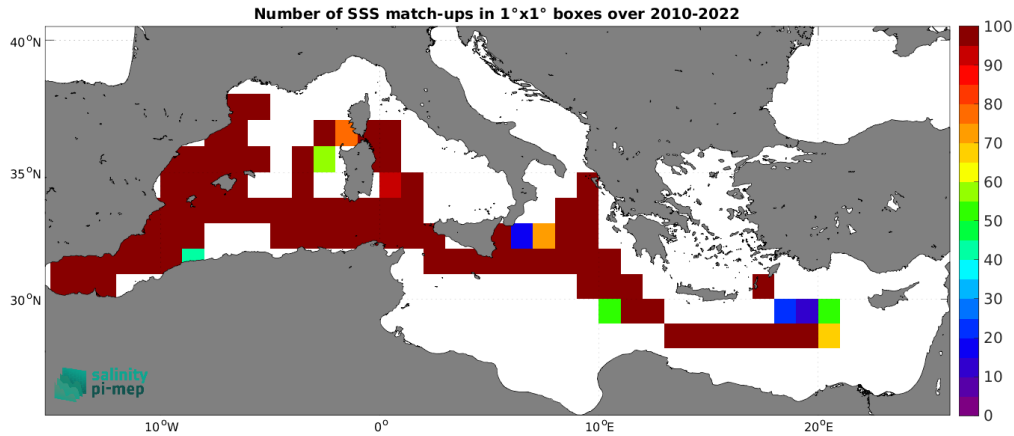 Number of SSS match-ups in 1°x1° boxes over 2010-2022
40°N
35°N
30°N
10°W
0°
10°E
20°E
100
90
80
70
60
50
40
30
20
10
0
salinity
pi-mep